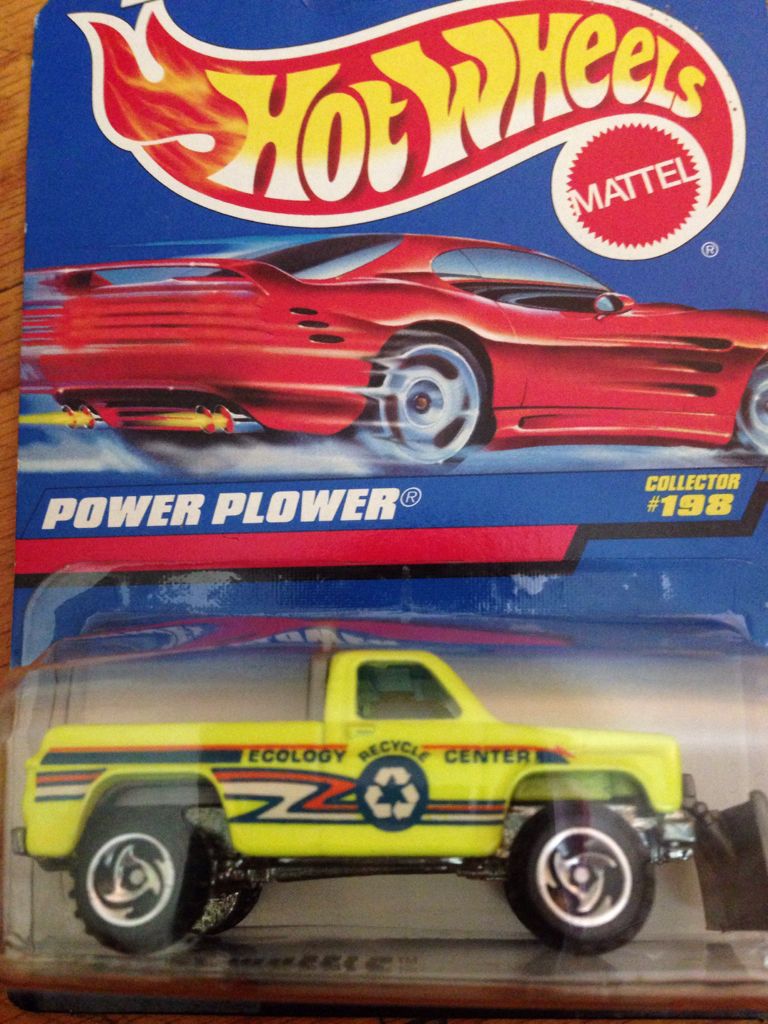 Hot Wheels
MATTEL
®
POWER PLOWER®
COLLECTOR
#198
ECOLOGY RECYCLE CENTER